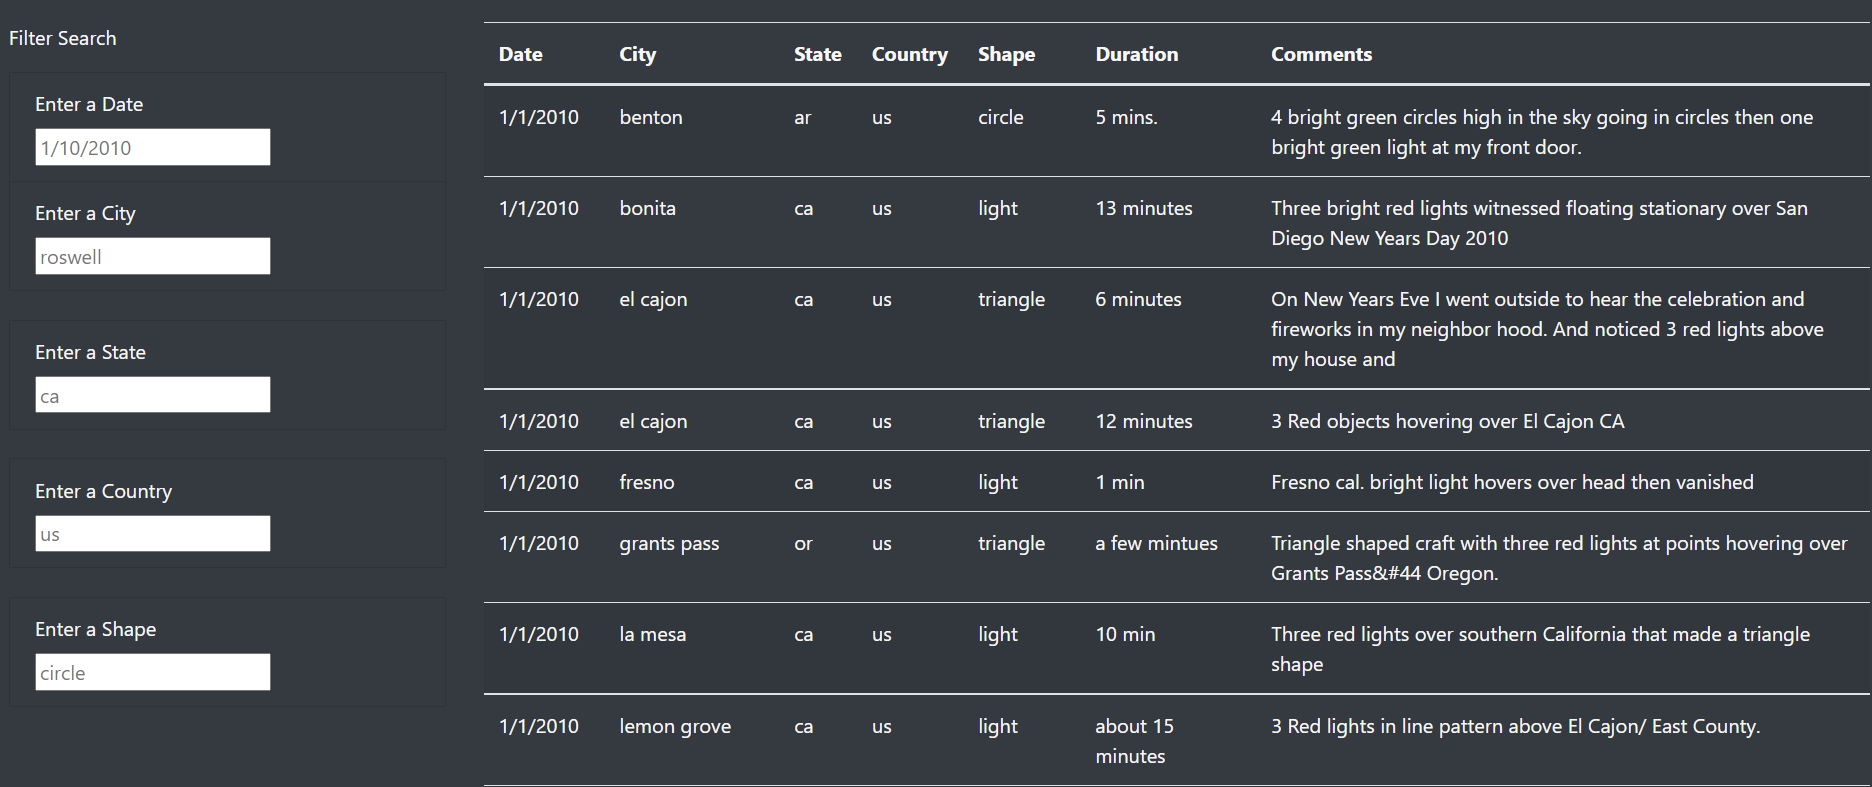 Filter Search
Enter a Date
1/10/2010
Enter a City
roswell
Enter a State
ca
Enter a Country
us
Enter a Shape
circle
Date City State Country Shape Duration Comments
1/1/2010 benton ar us circle 5 mins. 4 bright green circles high in the sky going in circles then one
bright green light at my front door.
1/1/2010 bonita ca us light 13 minutes Three bright red lights witnessed floating stationary over San
Diego New Years Day 2010
1/1/2010 el cajon ca us triangle 6 minutes On New Years Eve I went outside to hear the celebration and
fireworks in my neighbor hood. And noticed 3 red lights above
my house and
1/1/2010 el cajon ca us triangle 12 minutes 3 Red objects hovering over El Cajon CA
1/1/2010 fresno ca us light 1 min Fresno cal. bright light hovers over head then vanished
1/1/2010 grants pass or us triangle a few mintues Triangle shaped craft with three red lights at points hovering over
Grants Pass&#44 Oregon.
1/1/2010 la mesa ca us light 10 min Three red lights over southern California that made a triangle
shape
1/1/2010 lemon grove ca us light about 15 3 Red lights in line pattern above El Cajon/ East County.
minutes